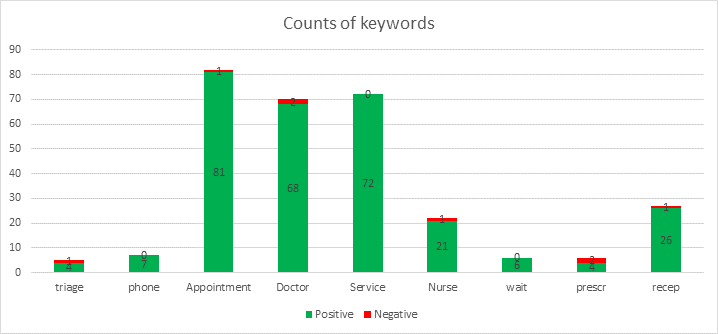 Counts of keywords
90
80
70
60
50
40
30
20
10
0
1 0 1 2 0 1 0 2 1
4 7 81 68 72 21 6 4 26
triage phone Appointment Doctor Service Nurse wait prescr recep
Positive Negative